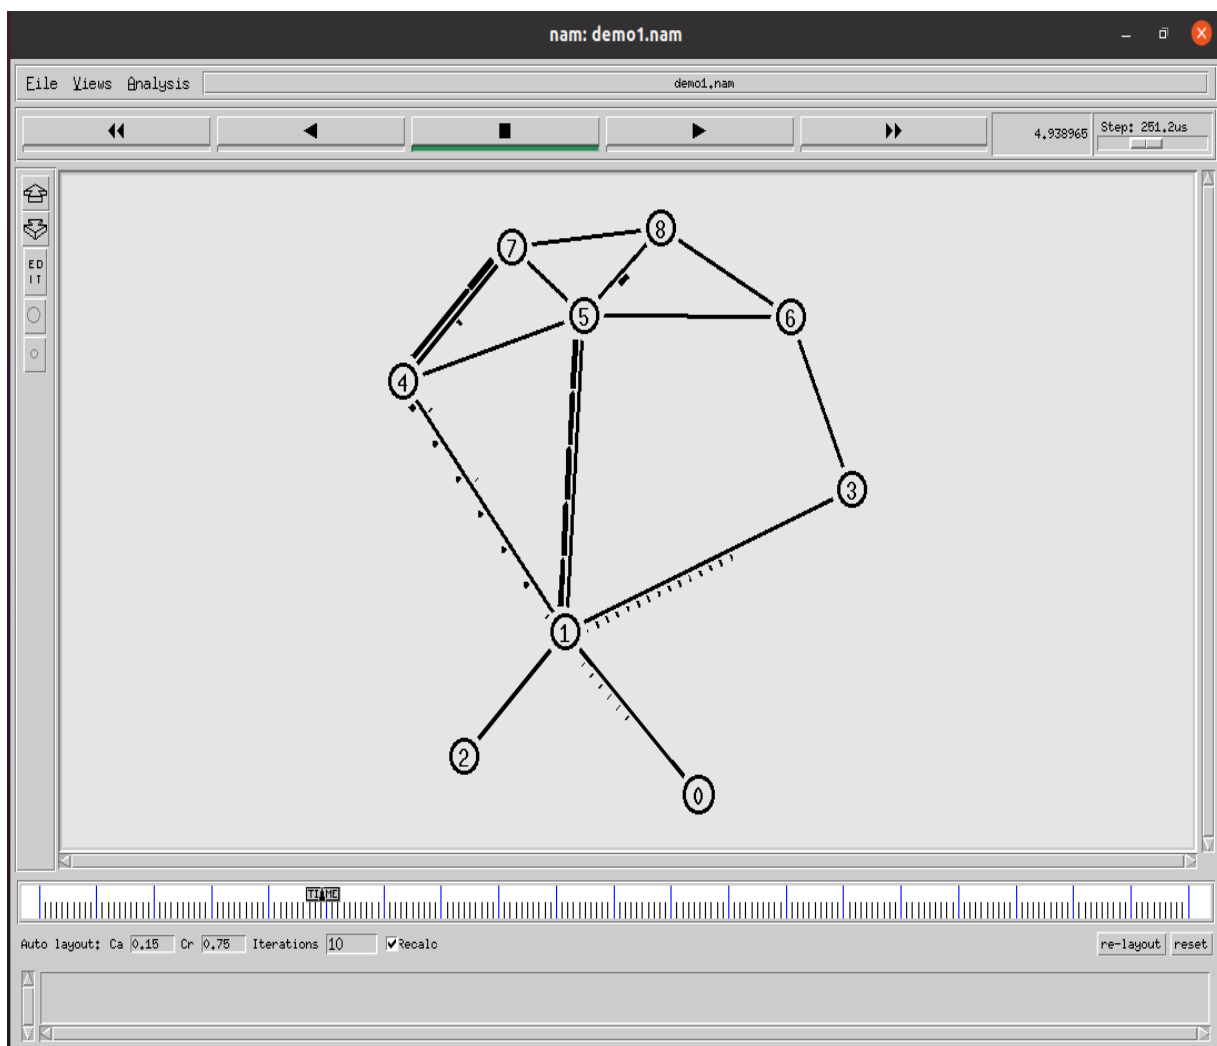 nam: demo1.nam
Eile Views Analysis demo1.nam
4.938965 Step: 251.2us
ED
IT
8
7
5
6
4
3
1
2
0
TIME
Auto layout: Ca 0.15 Cr 0.75 Iterations 10 Recalc re-layout reset